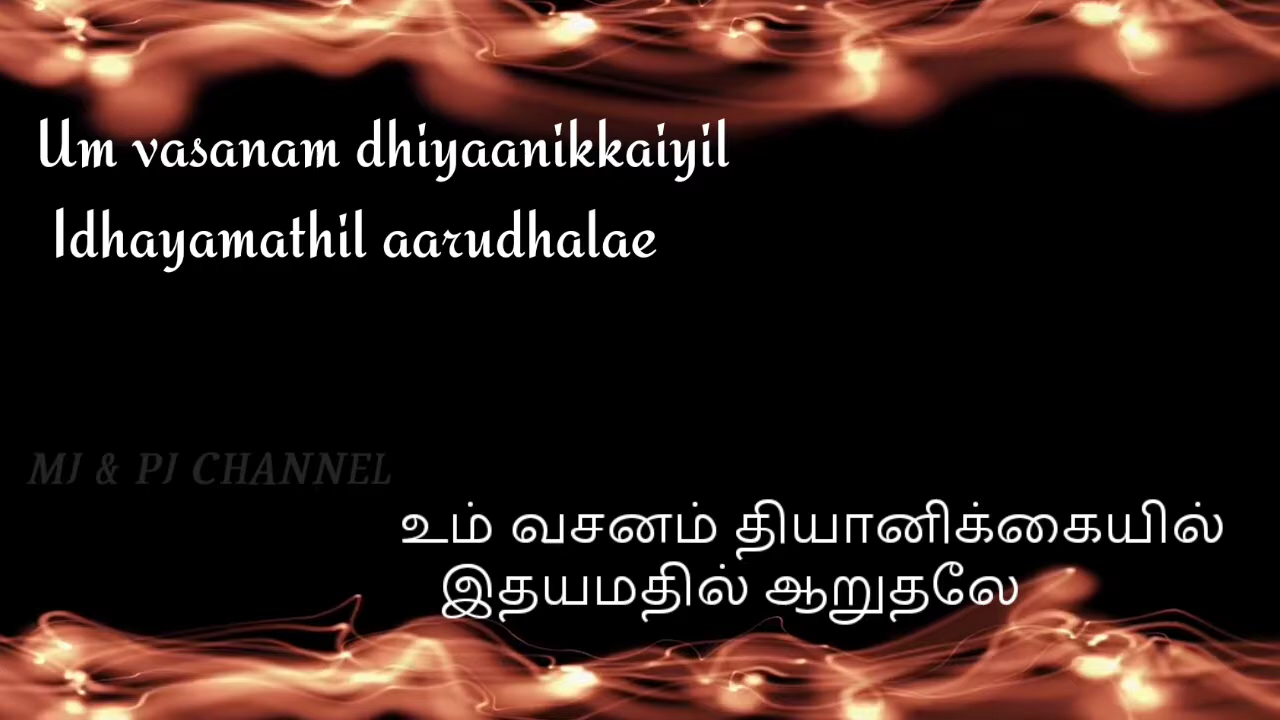 Um vasanam dhiyaanikkaiyil
Idhayamathil aarudhalae
MJ & PJ CHANNEL
உம் வசனம் தியானிக்கையில்
இதயமதில் ஆறுதலே